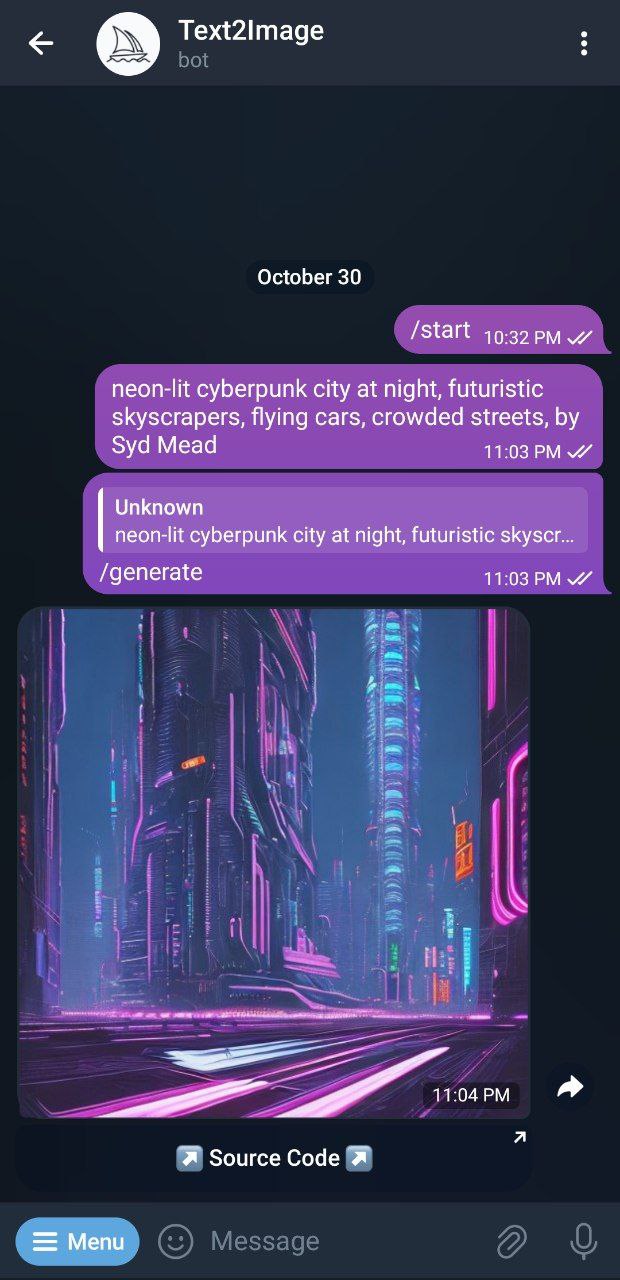 Text2Image
bot
October 30
/start 10:32 PM
neon-lit cyberpunk city at night, futuristic
skyscrapers, flying cars, crowded streets, by
Syd Mead 11:03 PM
Unknown
neon-lit cyberpunk city at night, futuristic skyscr...
/generate 11:03 PM
11:04 PM
Source Code
Menu Message